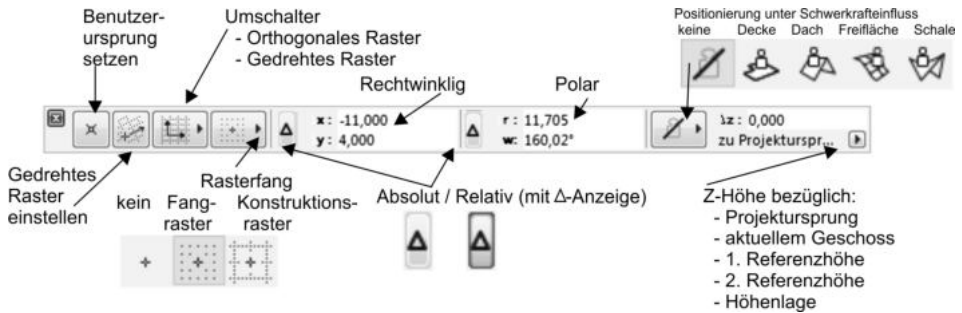 Benutzer-
ursprung
setzen
Umschalter
- Orthogonales Raster
- Gedrehtes Raster
Rechtwinklig
Polar
Positionierung unter Schwerkrafteinfluss
keine Decke Dach Freifläche Schale
x: -11,000
y: 4,000
r: 11,705
w: 160,02°
z: 0,000
zu Projekturspr...
Gedrehtes
Raster
einstellen
Rasterfang
kein Fang-
raster
Konstruktions-
raster
Absolut / Relativ (mit Δ-Anzeige)
Δ Δ
Z-Höhe bezüglich:
- Projektursprung
- aktuellem Geschoss
- 1. Referenzhöhe
- 2. Referenzhöhe
- Höhenlage